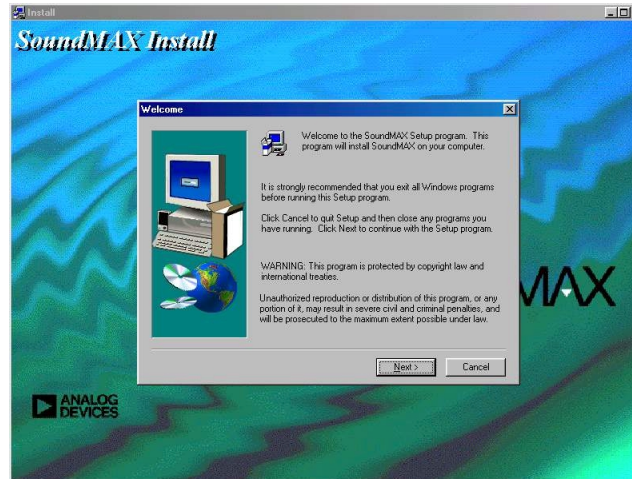 Install
SoundMAX Install
Welcome
Welcome to the SoundMAX Setup program. This
program will install SoundMAX on your computer.
It is strongly recommended that you exit all Windows programs
before running this Setup program.
Click Cancel to quit Setup and then close any programs you
have running. Click Next to continue with the Setup program.
WARNING: This program is protected by copyright law and
international treaties.
Unauthorized reproduction or distribution of this program, or any
portion of it, may result in severe civil and criminal penalties, and
will be prosecuted to the maximum extent possible under law.
MAX
Next >
Cancel
ANALOG
DEVICES